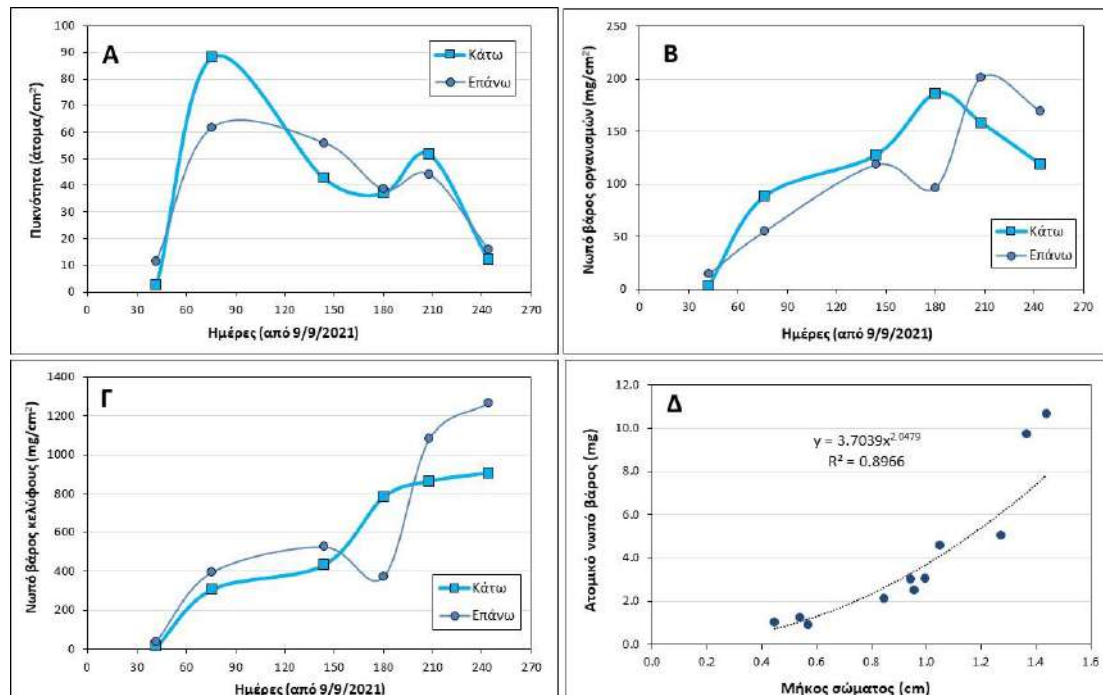 A
Πυκνότητα (άτομα/cm²)
100
90
80
70
60
50
40
30
20
10
0
Κάτω
Επάνω
0 30 60 90 120 150 180 210 240 270
Ημέρες (από 9/9/2021)
B
Νωπό βάρος οργανισμών (mg/cm²)
250
200
150
100
50
0
Κάτω
Επάνω
0 30 60 90 120 150 180 210 240 270
Ημέρες (από 9/9/2021)
Γ
Νωπό βάρος κελύφους (mg/cm²)
1400
1200
1000
800
600
400
200
0
Κάτω
Επάνω
0 30 60 90 120 150 180 210 240 270
Ημέρες (από 9/9/2021)
Δ
Ατομικό νωπό βάρος (mg)
12.0
10.0
8.0
6.0
4.0
2.0
0.0
y = 3.7039x^2.0479
R² = 0.8966
0.0 0.2 0.4 0.6 0.8 1.0 1.2 1.4 1.6
Μήκος σώματος (cm)